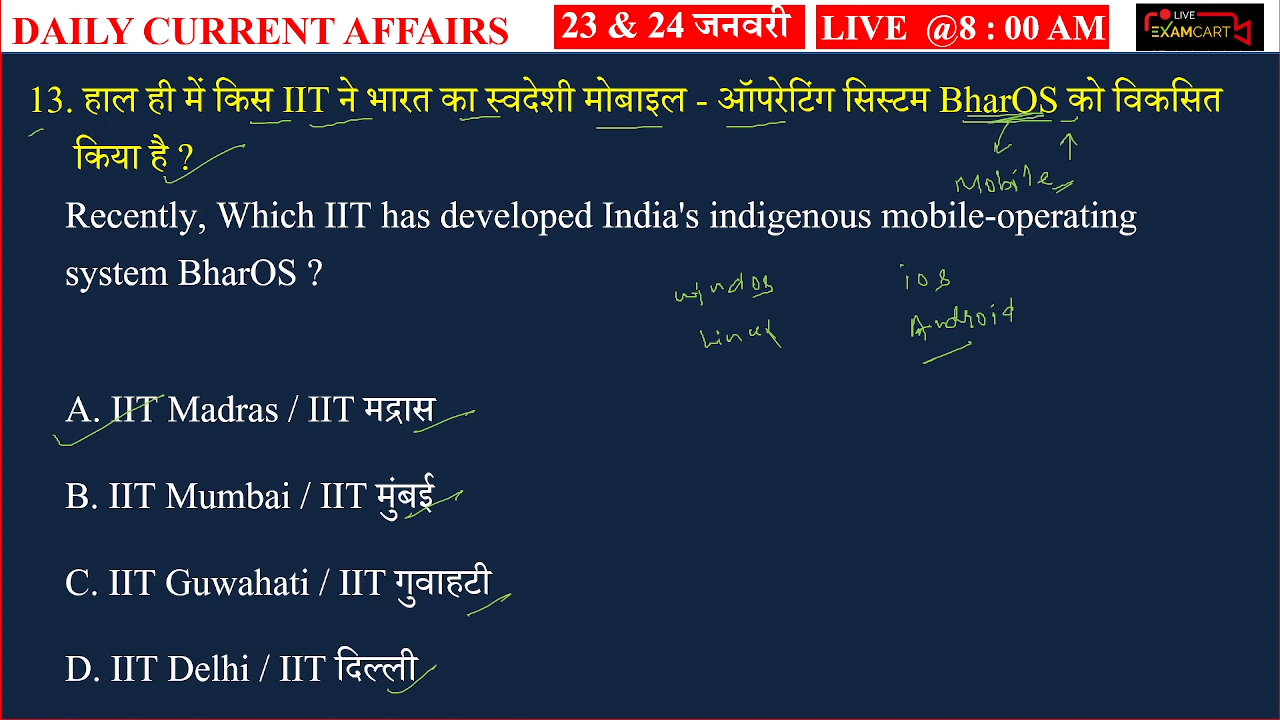 DAILY CURRENT AFFAIRS
23 & 24 जनवरी
LIVE @8 : 00 AM
LIVE
EXAMCART
13. हाल ही में किस IIT ने भारत का स्वदेशी मोबाइल - ऑपरेटिंग सिस्टम BharOS को विकसित
किया है ?
Mobile
Recently, Which IIT has developed India's indigenous mobile-operating
system BharOS ?
windos
ios
Linux
Android
A. IIT Madras / IIT मद्रास
B. IIT Mumbai / IIT मुंबई
C. IIT Guwahati / IIT गुवाहटी
D. IIT Delhi / IIT दिल्ली